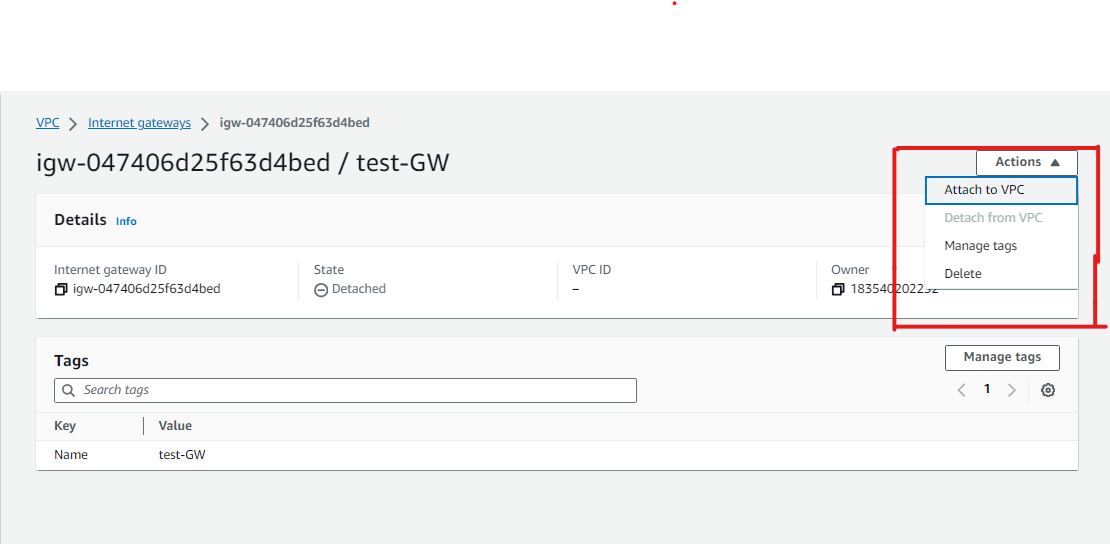 VPC > Internet gateways > igw-047406d25f63d4bed
igw-047406d25f63d4bed / test-GW
Actions
Attach to VPC
Detach from VPC
Manage tags
Delete
Details Info
Internet gateway ID
igw-047406d25f63d4bed
State
Detached
VPC ID
–
Owner
183540202252
Tags
Manage tags
Search tags
1
Key Value
Name test-GW